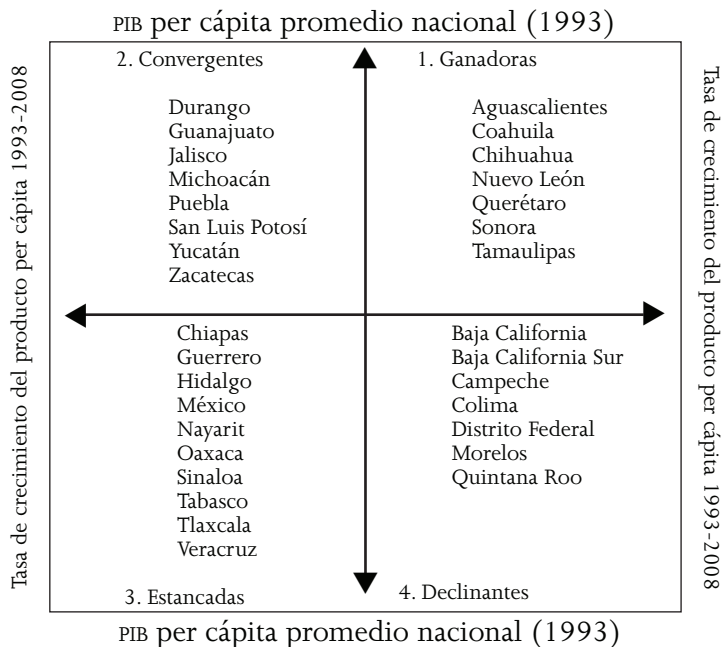 PIB per cápita promedio nacional (1993)
2. Convergentes
Durango
Guanajuato
Jalisco
Michoacán
Puebla
San Luis Potosí
Yucatán
Zacatecas
1. Ganadoras
Aguascalientes
Coahuila
Chihuahua
Nuevo León
Querétaro
Sonora
Tamaulipas
Chiapas
Guerrero
Hidalgo
México
Nayarit
Oaxaca
Sinaloa
Tabasco
Tlaxcala
Veracruz
3. Estancadas
Baja California
Baja California Sur
Campeche
Colima
Distrito Federal
Morelos
Quintana Roo
4. Declinantes
PIB per cápita promedio nacional (1993)
Tasa de crecimiento del producto per cápita 1993-2008
Tasa de crecimiento del producto per cápita 1993-2008